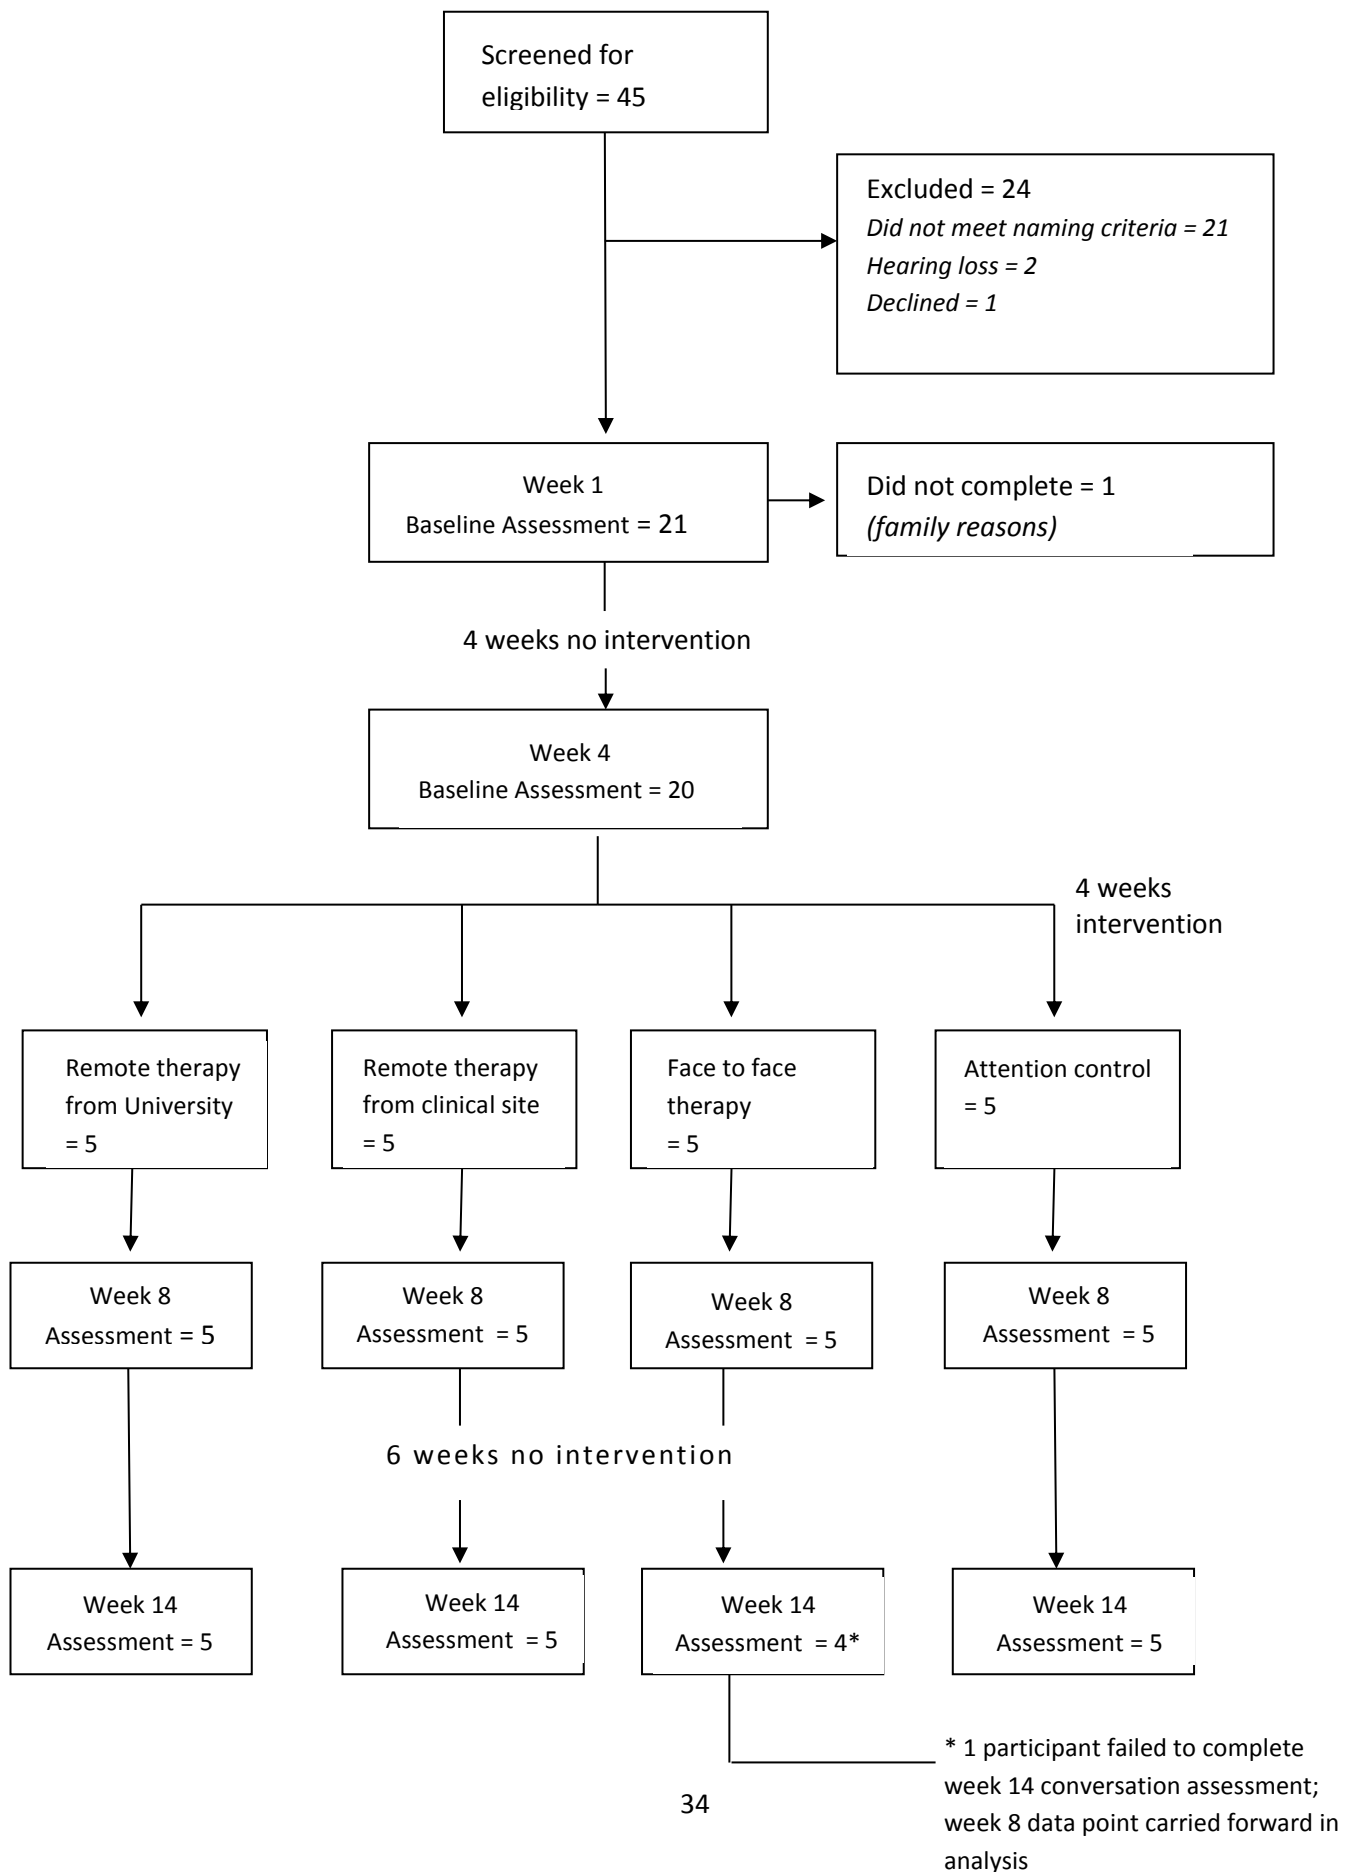 Screened for
eligibility = 45
Excluded = 24
Did not meet naming criteria = 21
Hearing loss = 2
Declined = 1
Week 1
Baseline Assessment = 21
Did not complete = 1
(family reasons)
4 weeks no intervention
Week 4
Baseline Assessment = 20
4 weeks
intervention
Remote therapy
from University
= 5
Remote therapy
from clinical site
= 5
Face to face
therapy
= 5
Attention control
= 5
Week 8
Assessment = 5
Week 8
Assessment = 5
Week 8
Assessment = 5
Week 8
Assessment = 5
6 weeks no intervention
Week 14
Assessment = 5
Week 14
Assessment = 5
Week 14
Assessment = 4*
Week 14
Assessment = 5
* 1 participant failed to complete
week 14 conversation assessment;
week 8 data point carried forward in
analysis
34